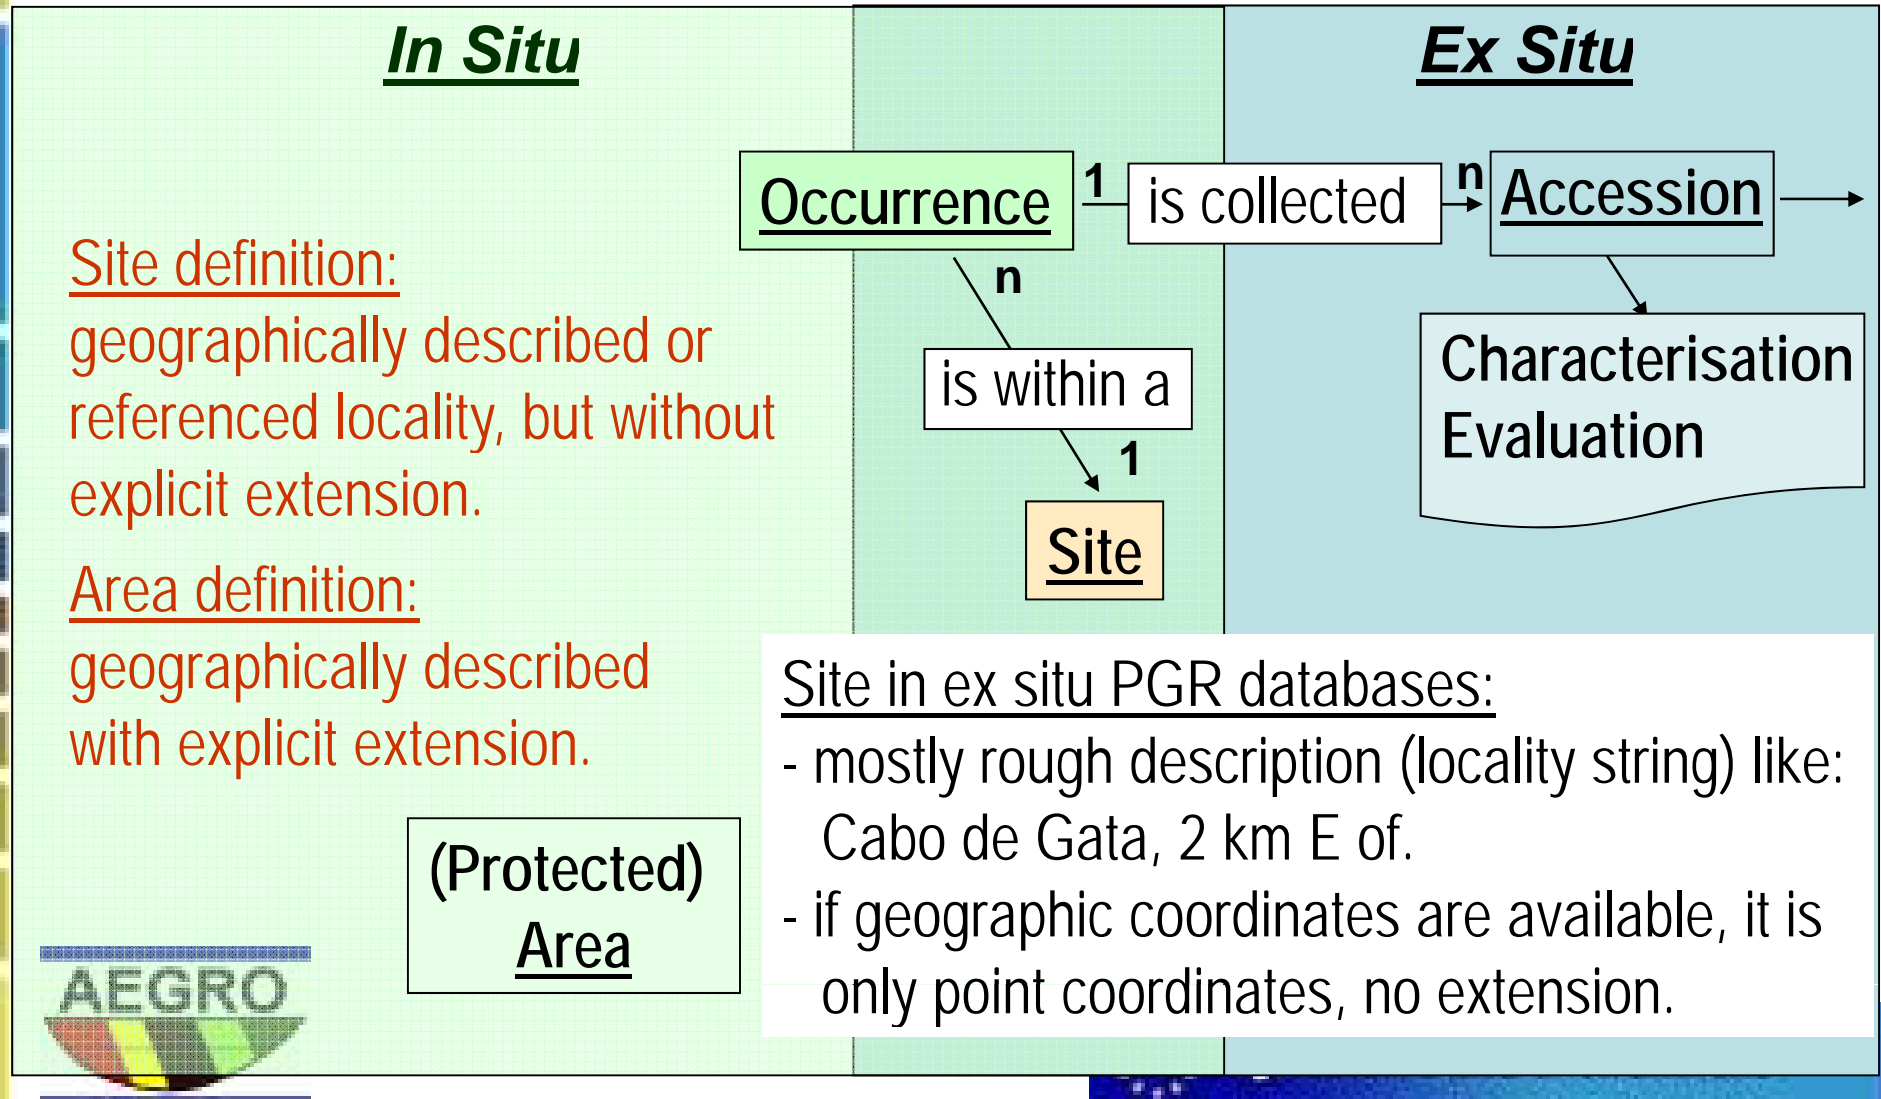 In Situ
Ex Situ
Occurrence
1
is collected
n
Accession
n
is within a
1
Site
Characterisation
Evaluation
Site definition:
geographically described or
referenced locality, but without
explicit extension.
Area definition:
geographically described
with explicit extension.
(Protected)
Area
Site in ex situ PGR databases:
- mostly rough description (locality string) like:
Cabo de Gata, 2 km E of.
- if geographic coordinates are available, it is
only point coordinates, no extension.
AEGRO